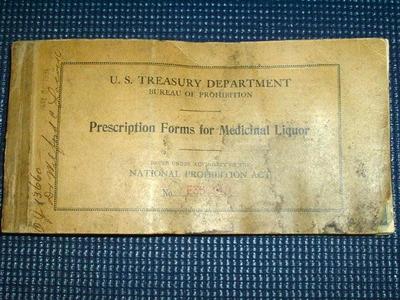 U. S. TREASURY DEPARTMENT
BUREAU OF PROHIBITION
Prescription Forms for Medicinal Liquor
ISSUED UNDER AUTHORITY OF THE
NATIONAL PROHIBITION ACT
No.